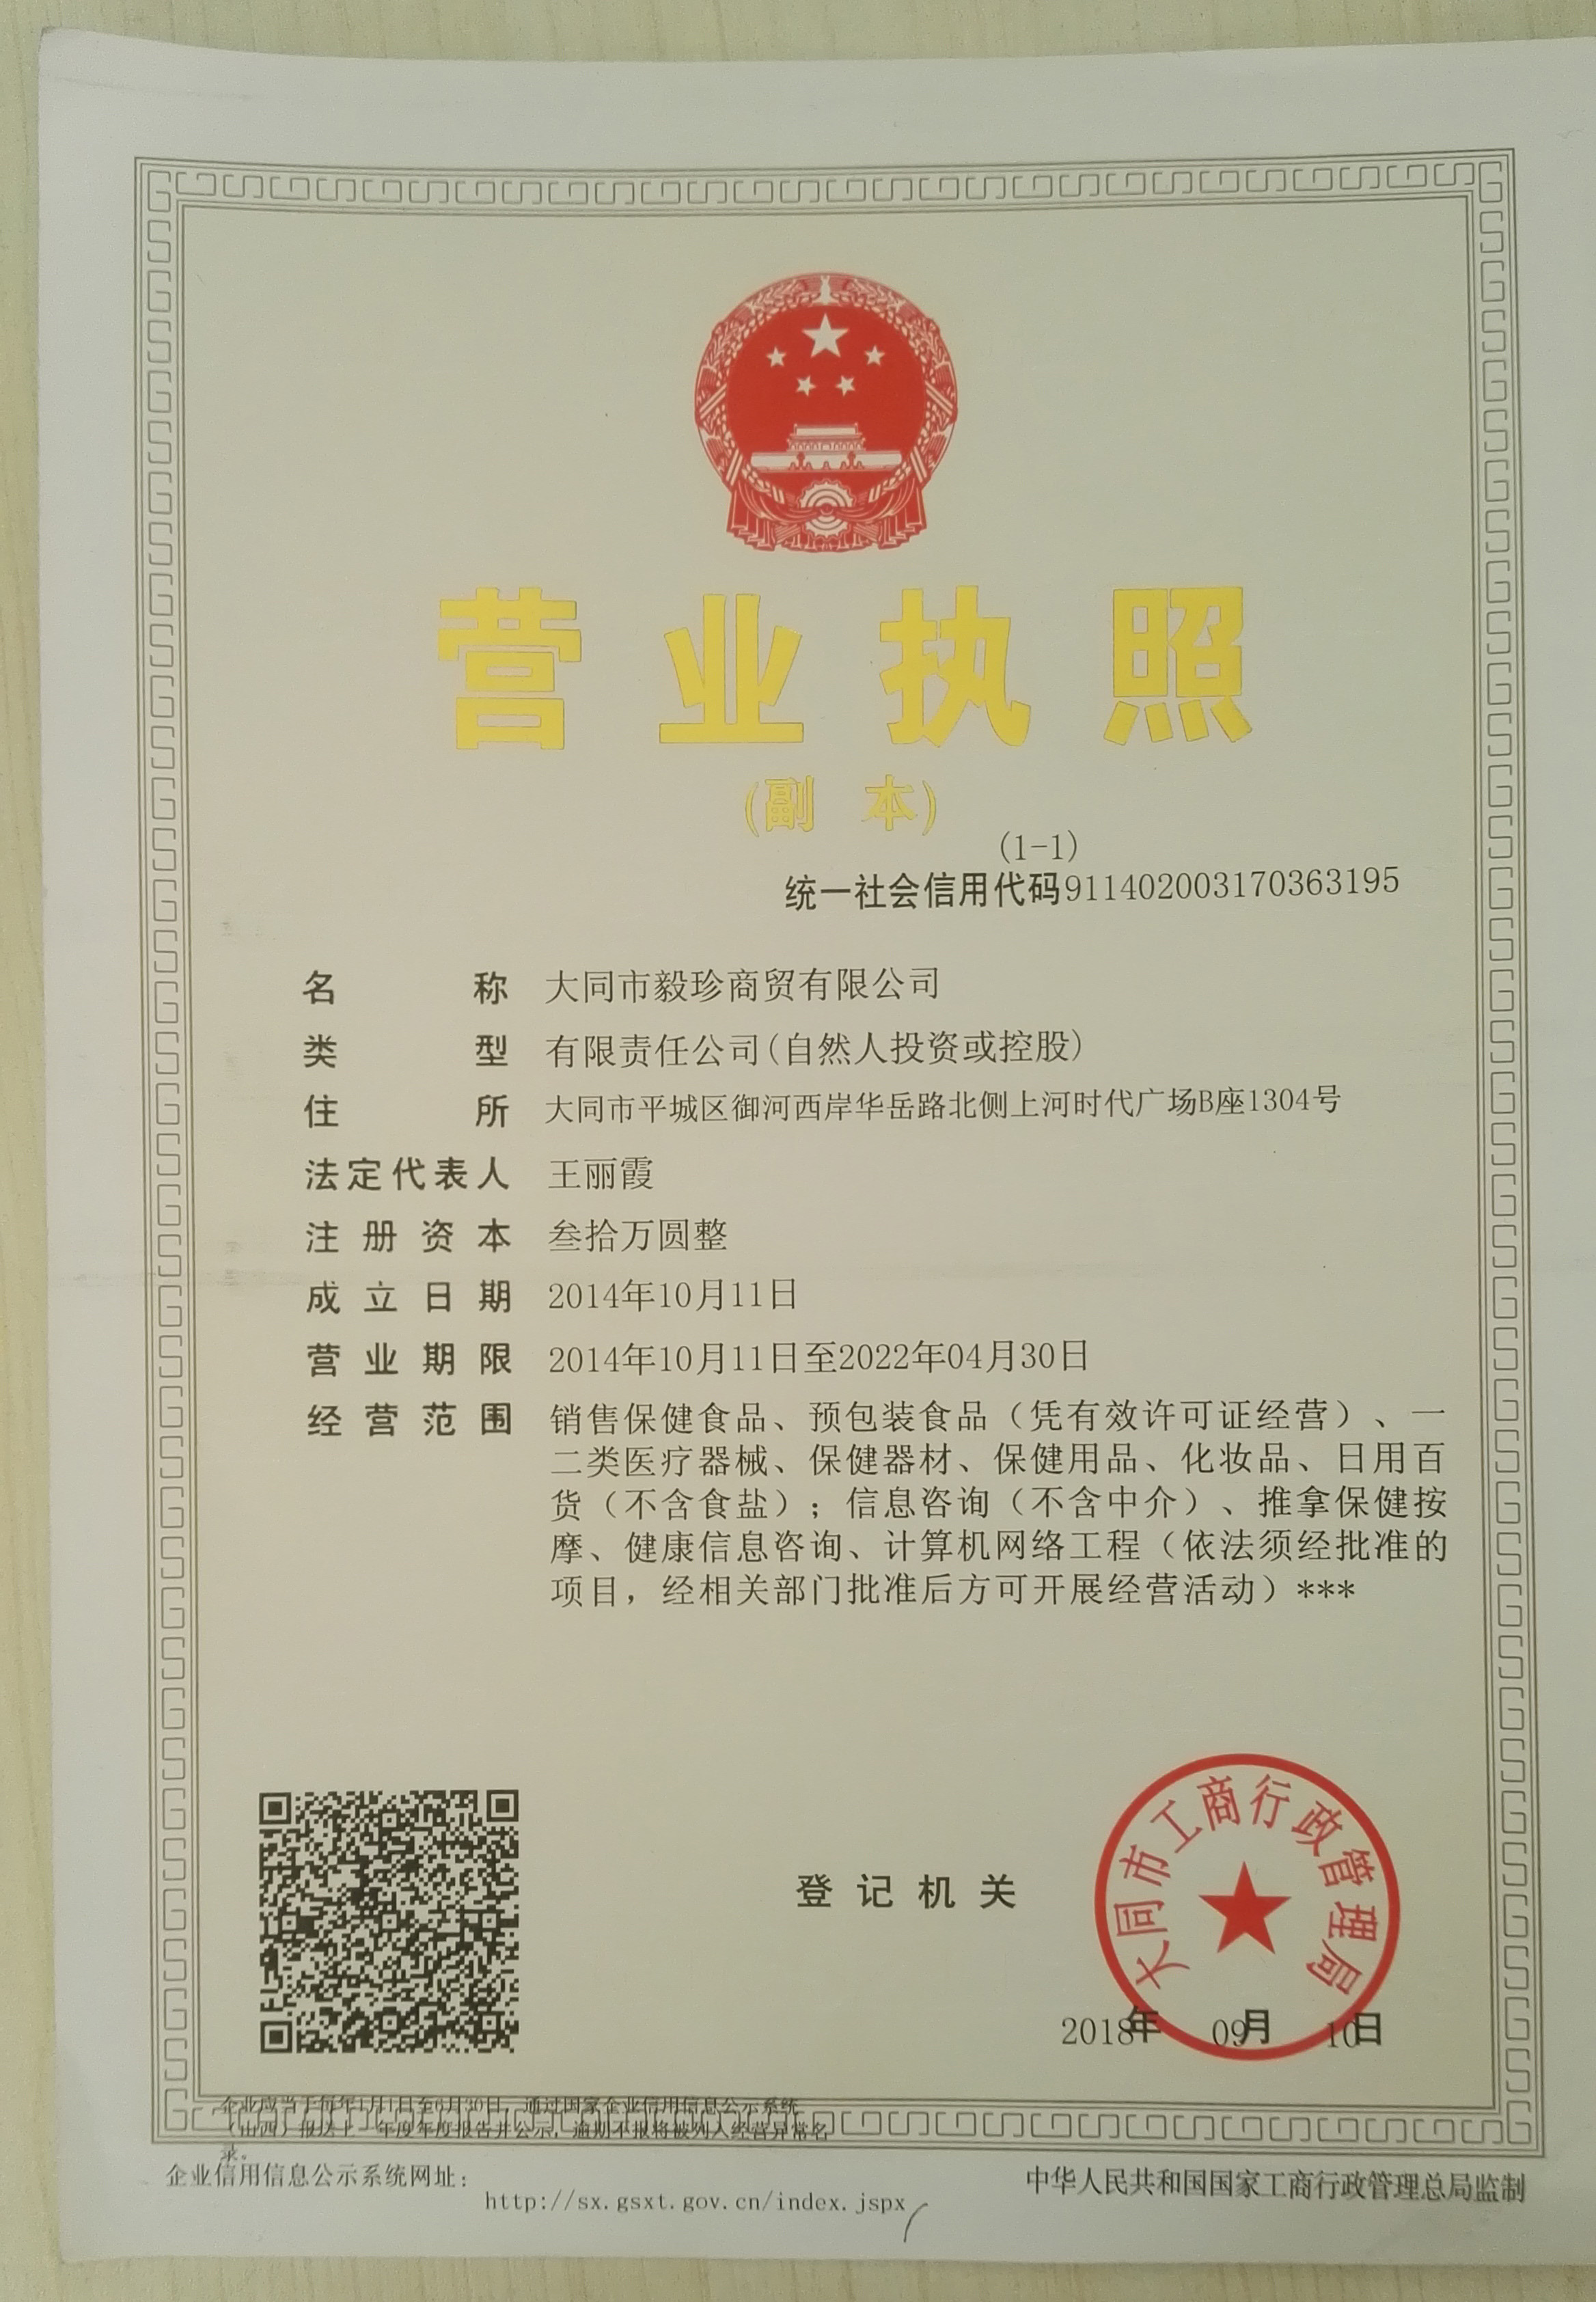 营业执照
(副 本)
(1-1)
统一社会信用代码911402003170363195
名 称 大同市毅珍商贸有限公司
类 型 有限责任公司(自然人投资或控股)
住 所 大同市平城区御河西岸华岳路北侧上河时代广场B座1304号
法定代表人 王丽霞
注册资本 叁拾万圆整
成立日期 2014年10月11日
营业期限 2014年10月11日至2022年04月30日
经营范围 销售保健食品、预包装食品（凭有效许可证经营）、一
二类医疗器械、保健器材、保健用品、化妆品、日用百
货（不含食盐）；信息咨询（不含中介）、推拿保健按
摩、健康信息咨询、计算机网络工程（依法须经批准的
项目，经相关部门批准后方可开展经营活动）***
登记机关
大同市工商行政管理局
2018年 09月 10日
企业应当于每年1月1日至6月30日，通过国家企业信用信息公示系统
（山西）报送上一年度年度报告并公示，逾期不报将被列入经营异常名
录。
企业信用信息公示系统网址：
http://sx.gsxt.gov.cn/index.jspx
中华人民共和国国家工商行政管理总局监制